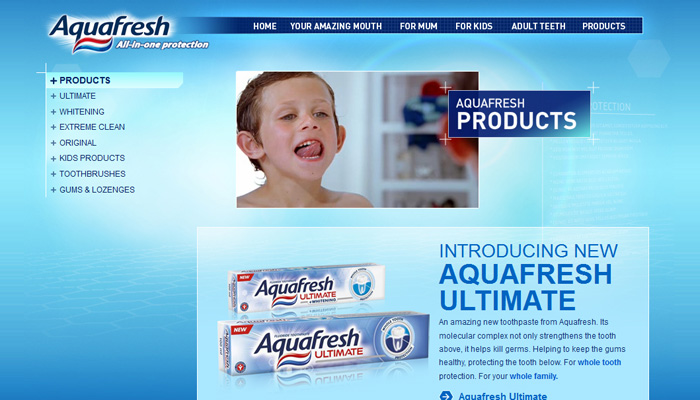 Aquafresh
All-in-one protection
HOME YOUR AMAZING MOUTH FOR MUM FOR KIDS ADULT TEETH PRODUCTS
+ PRODUCTS
+ ULTIMATE
+ WHITENING
+ EXTREME CLEAN
+ ORIGINAL
+ KIDS PRODUCTS
+ TOOTHBRUSHES
+ GUMS & LOZENGES
AQUAFRESH
PRODUCTS
PROTECTION
NEW
Aquafresh
ULTIMATE
+WHITENING
NEW
Aquafresh
ULTIMATE
INTRODUCING NEW
AQUAFRESH
ULTIMATE
An amazing new toothpaste from Aquafresh. Its
molecular complex not only strengthens the tooth
above, it helps kill germs. Helping to keep the gums
healthy, protecting the tooth below. For whole tooth
protection. For your whole family.
Aquafresh Ultimate